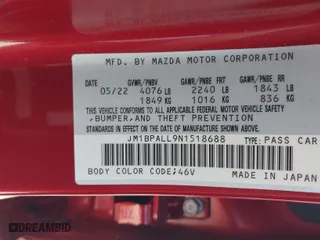 MFD BY MAZDA MOTOR CORPORATION
GVWR/PNBV GAWR/PNBE FR GAWR/PNBE RR
05/22 4076 LB 2240 LB 1843 LB
1849 KG 1016 KG 836 KG
THIS VEHICLE CONFORMS TO ALL APPLICABLE
FEDERAL MOTOR VEHICLE SAFETY,
BUMPER, AND THEFT PREVENTION
STANDARDS IN EFFECT ON THE DATE OF
MANUFACTURE SHOWN ABOVE.
JM1BPALL9N1518688 TYPE: PASS CAR
BODY COLOR CODE:46V
MADE IN JAPAN
DREAMBID